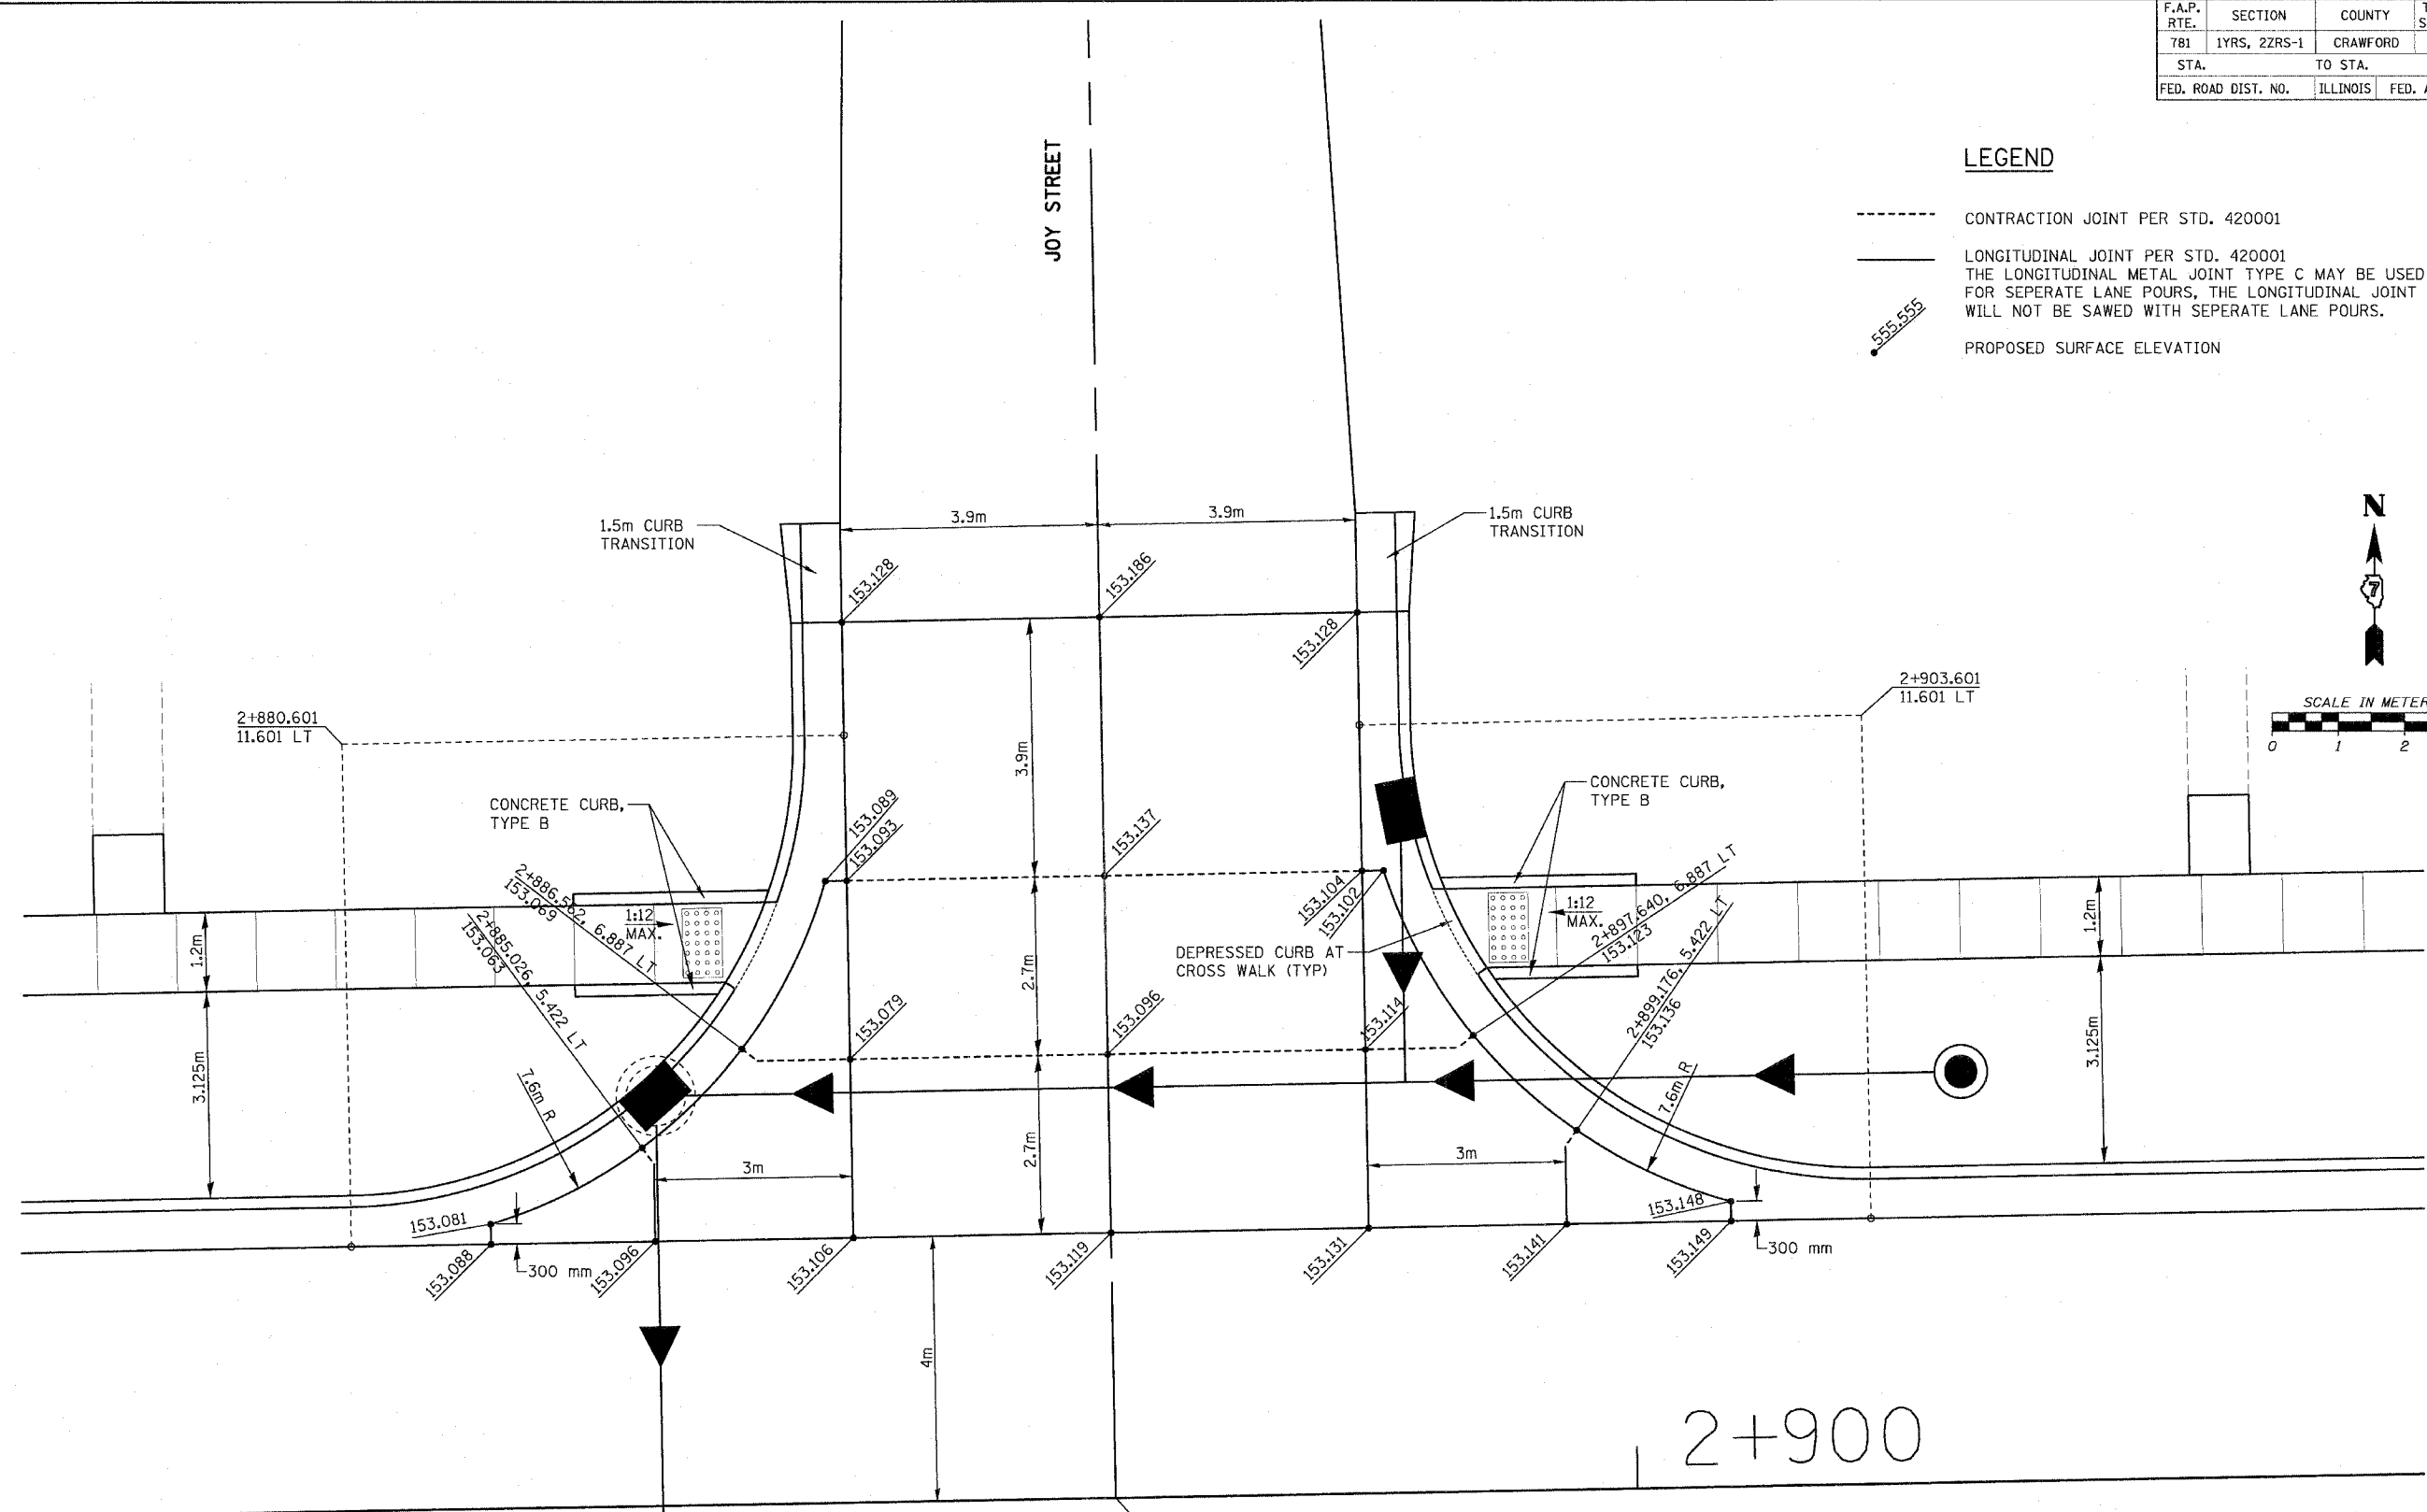 F.A.P. RTE. SECTION COUNTY
781 1YRS, 2ZRS-1 CRAWFORD
STA. TO STA.
FED. ROAD DIST. NO. ILLINOIS FED.
JOY STREET
LEGEND
CONTRACTION JOINT PER STD. 420001
LONGITUDINAL JOINT PER STD. 420001
THE LONGITUDINAL METAL JOINT TYPE C MAY BE USED
FOR SEPERATE LANE POURS, THE LONGITUDINAL JOINT
WILL NOT BE SAWED WITH SEPERATE LANE POURS.
555.555
PROPOSED SURFACE ELEVATION
N
7
SCALE IN METER
0 1 2
1.5m CURB
TRANSITION
3.9m
3.9m
1.5m CURB
TRANSITION
153.128
153.186
153.128
2+880.601
11.601 LT
2+903.601
11.601 LT
3.9m
CONCRETE CURB,
TYPE B
CONCRETE CURB,
TYPE B
153.089
153.093
153.137
153.104
153.102
2+886.562, 6.887 LT
153.069
2+885.026, 5.422 LT
153.063
1:12
MAX.
1:12
MAX.
2+897.640, 6.887 LT
153.123
2+899.176, 5.422 LT
153.136
1.2m
1.2m
DEPRESSED CURB AT
CROSS WALK (TYP)
2.7m
153.079
153.096
153.114
3.125m
3.125m
7.6m R
7.6m R
2.7m
3m
3m
153.081
153.148
300 mm
300 mm
153.088
153.096
153.106
153.119
153.131
153.141
153.149
4m
2+900